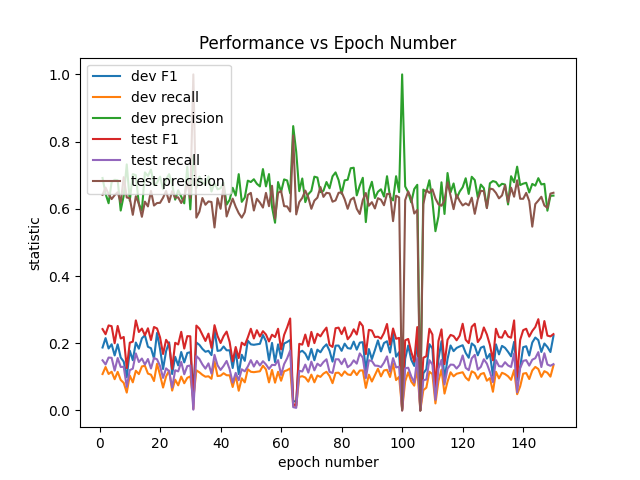 Performance vs Epoch Number
1.0
0.8
0.6
0.4
0.2
0.0
statistic
dev F1
dev recall
dev precision
test F1
test recall
test precision
0 20 40 60 80 100 120 140
epoch number